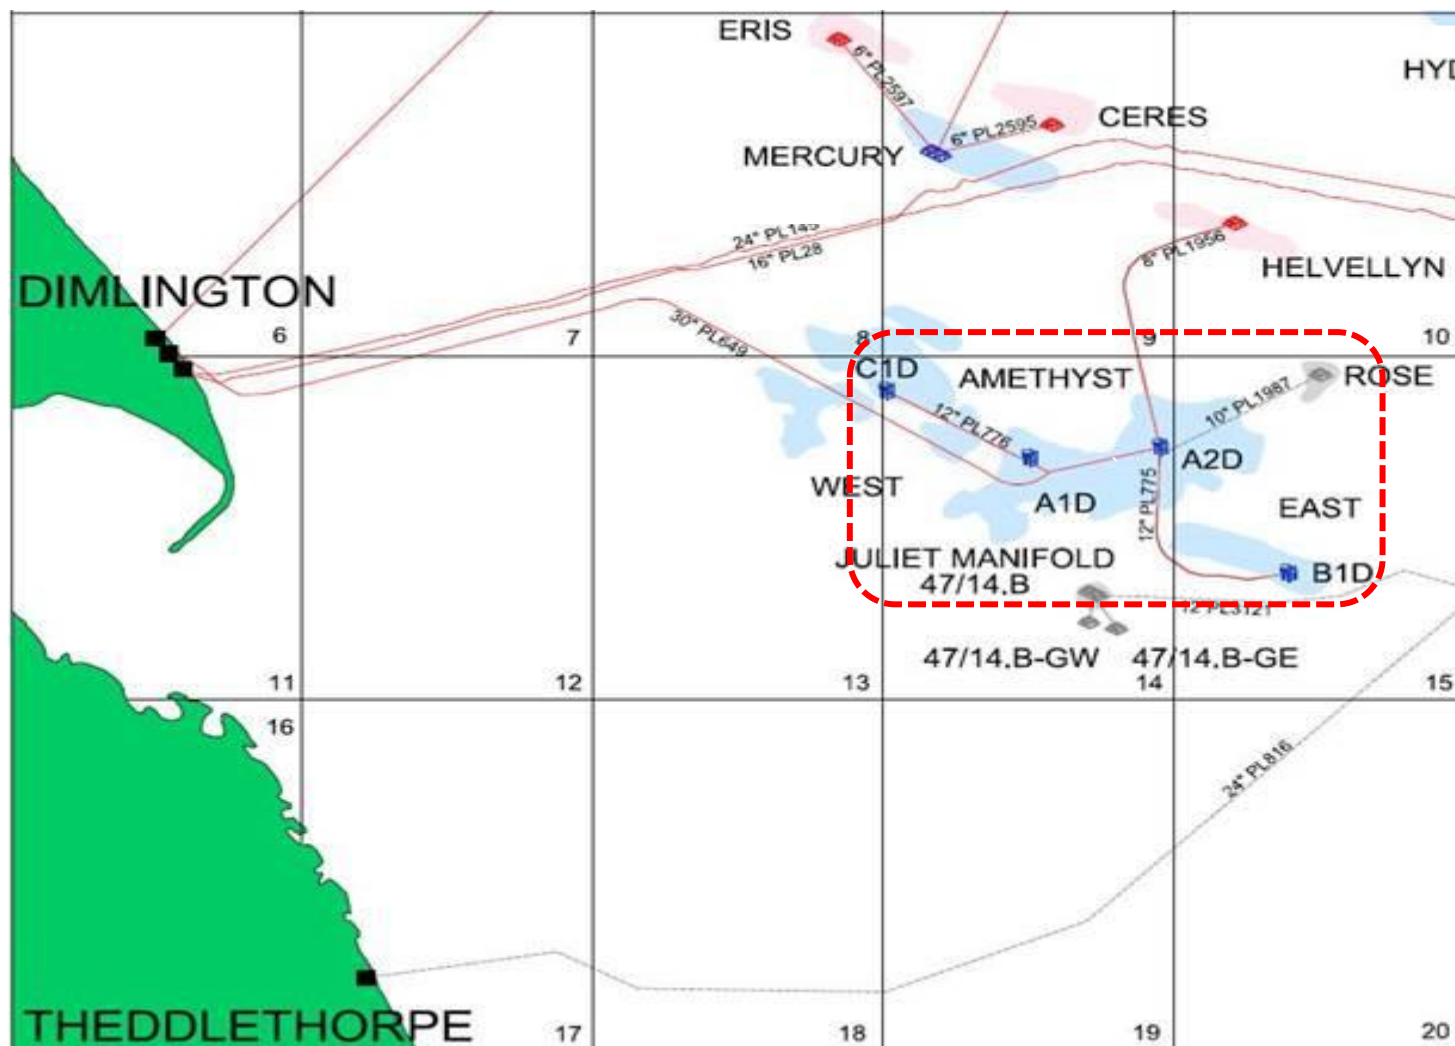 ERIS
HYD
6" PL2597
CERES
6" PL2595
MERCURY
24" PL145
16" PL28
8" PL1956
HELVELLYN
DIMLINGTON
6
7
8
9
10
30" PL649
C1D
AMETHYST
ROSE
12" PL776
10" PL1987
WEST
A1D
A2D
12" PL775
EAST
JULIET MANIFOLD
47/14.B
B1D
12" PL3121
47/14.B-GW
47/14.B-GE
11
12
13
14
15
16
24" PL816
THEDDLETHORPE
17
18
19
20